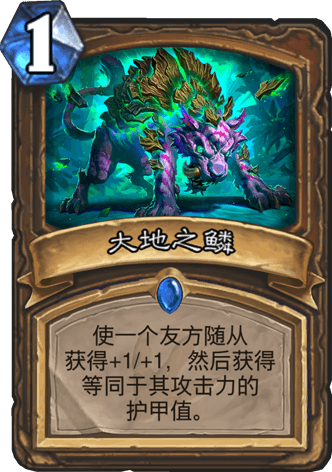 1
大地之鳞
使一个友方随从
获得+1/+1，然后获得
等同于其攻击力的
护甲值。